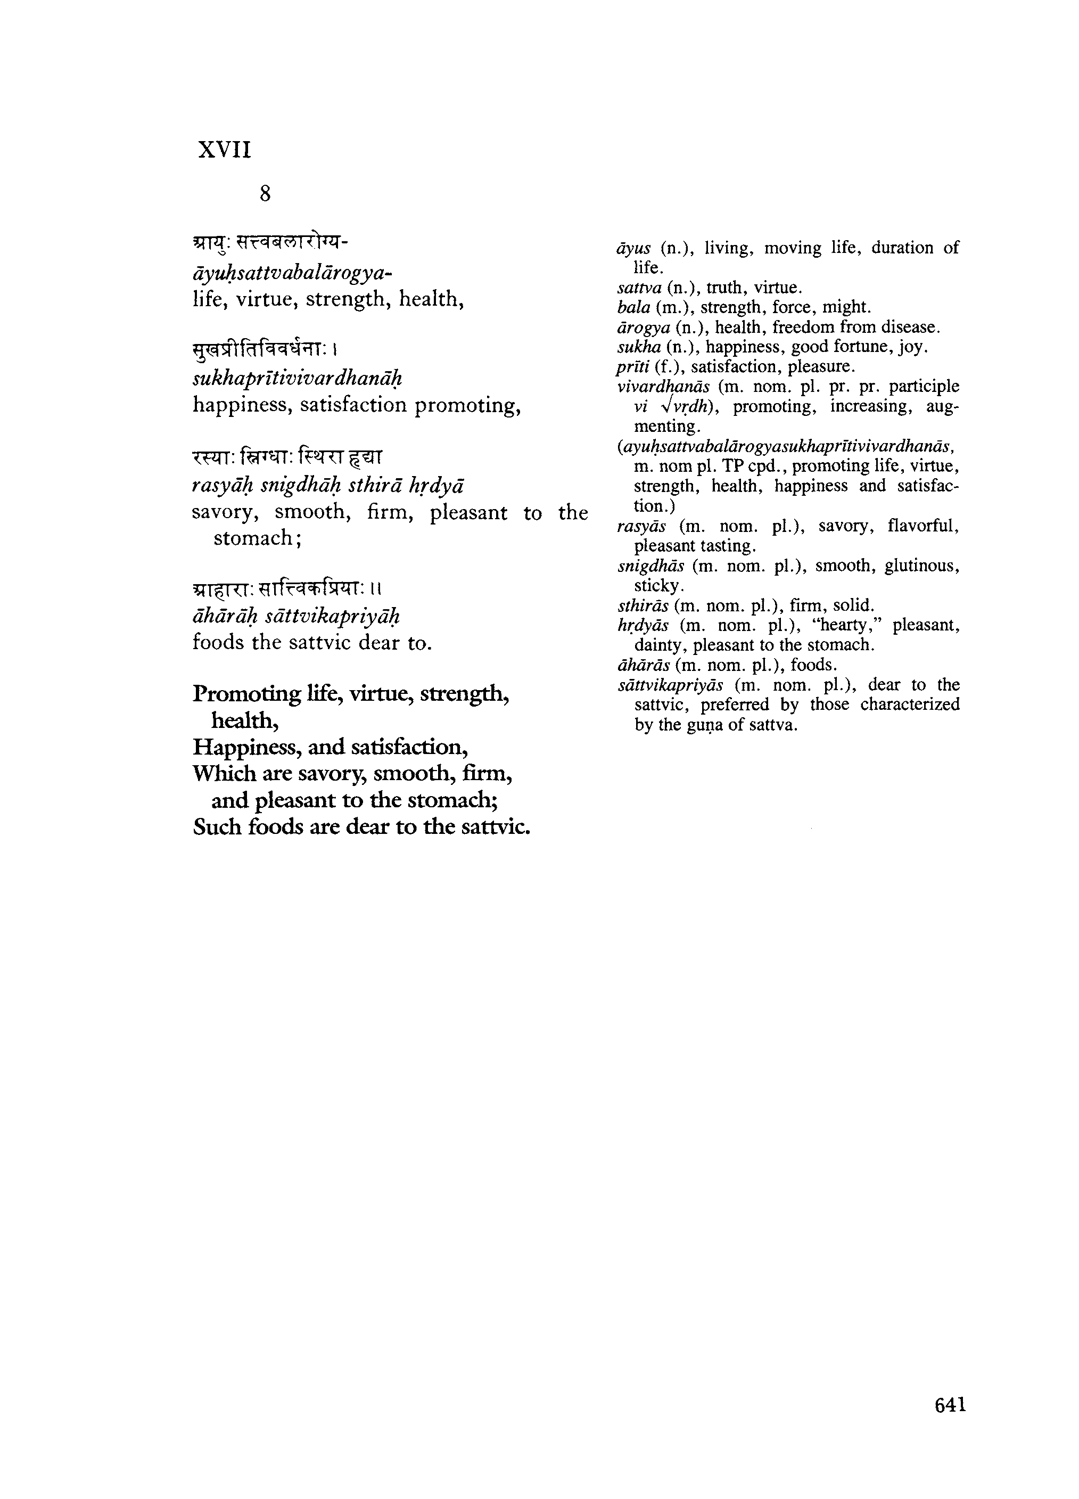 XVII
8
आयुः सत्त्वबलारोग्य-
āyuḥsattvabalārogya-
life, virtue, strength, health,
सुखप्रीतिविवर्धनाः ।
sukhaprītivivardhanāḥ
happiness, satisfaction promoting,
रस्याः स्निग्धाः स्थिरा हृद्या
rasyāḥ snigdhāḥ sthirā hṛdyā
savory, smooth, firm, pleasant to the
stomach;
आहाराः सात्त्विकप्रियाः ॥
āhārāḥ sāttvikapriyāḥ
foods the sattvic dear to.
Promoting life, virtue, strength,
health,
Happiness, and satisfaction,
Which are savory, smooth, firm,
and pleasant to the stomach;
Such foods are dear to the sattvic.
āyus (n.), living, moving life, duration of
life.
sattva (n.), truth, virtue.
bala (m.), strength, force, might.
ārogya (n.), health, freedom from disease.
sukha (n.), happiness, good fortune, joy.
prīti (f.), satisfaction, pleasure.
vivardhanās (m. nom. pl. pr. pr. participle
vi √vṛdh), promoting, increasing, aug-
menting.
(ayuḥsattvabalārogyasukhaprītivivardhanās,
m. nom pl. TP cpd., promoting life, virtue,
strength, health, happiness and satisfac-
tion.)
rasyās (m. nom. pl.), savory, flavorful,
pleasant tasting.
snigdhās (m. nom. pl.), smooth, glutinous,
sticky.
sthirās (m. nom. pl.), firm, solid.
hṛdyās (m. nom. pl.), “hearty,” pleasant,
dainty, pleasant to the stomach.
āhārās (m. nom. pl.), foods.
sāttvikapriyās (m. nom. pl.), dear to the
sattvic, preferred by those characterized
by the guṇa of sattva.
641